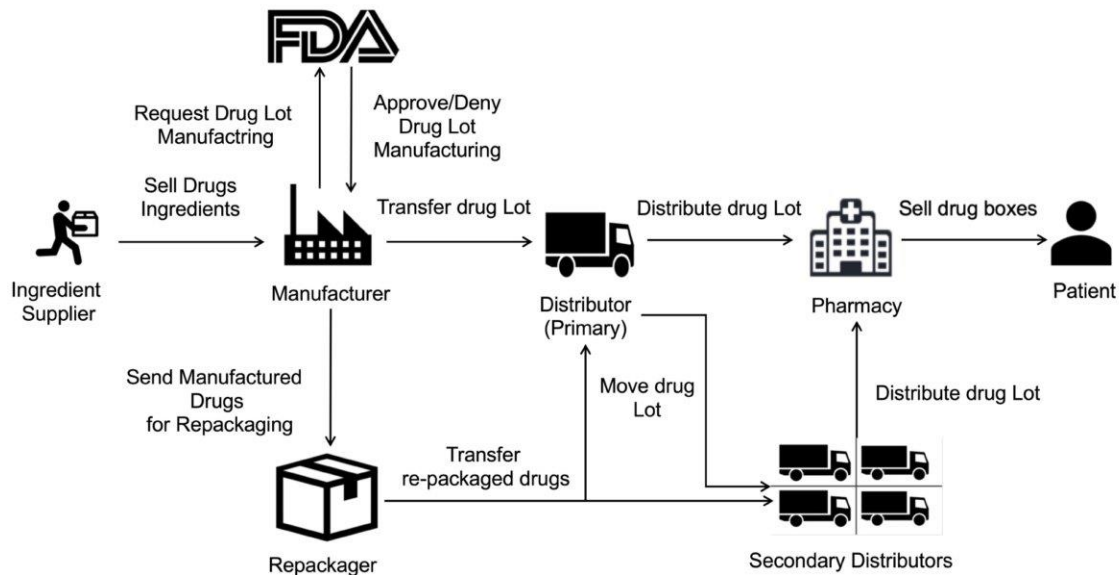 FDA
Request Drug Lot
Manufactring
Approve/Deny
Drug Lot
Manufacturing
Sell Drugs
Ingredients
Transfer drug Lot
Distribute drug Lot
Sell drug boxes
Ingredient
Supplier
Manufacturer
Distributor
(Primary)
Pharmacy
Patient
Send Manufactured
Drugs
for Repackaging
Move drug
Lot
Distribute drug Lot
Transfer
re-packaged drugs
Repackager
Secondary Distributors